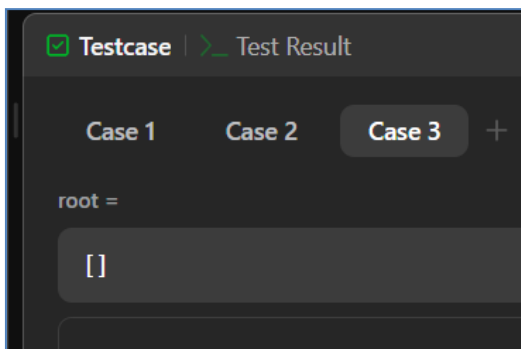 Testcase >_ Test Result
Case 1 Case 2 Case 3 +
root =
[]